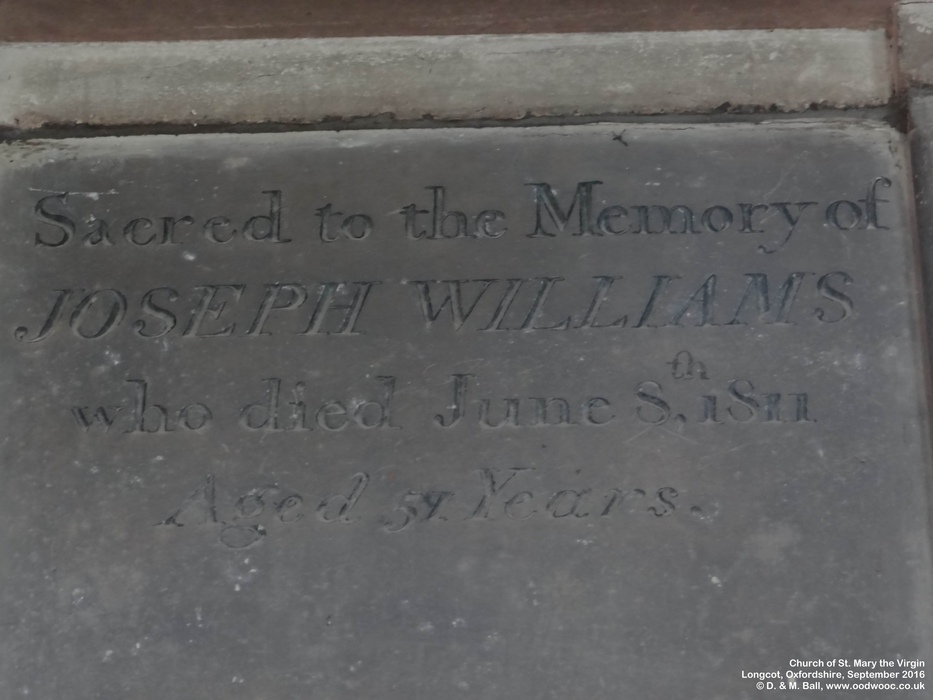 Sacred to the Memory of
JOSEPH WILLIAMS
who died June 8th, 1811
Aged 51 Years.
Church of St. Mary the Virgin
Longcot, Oxfordshire, September 2016
© D. & M. Ball, www.oodwooc.co.uk